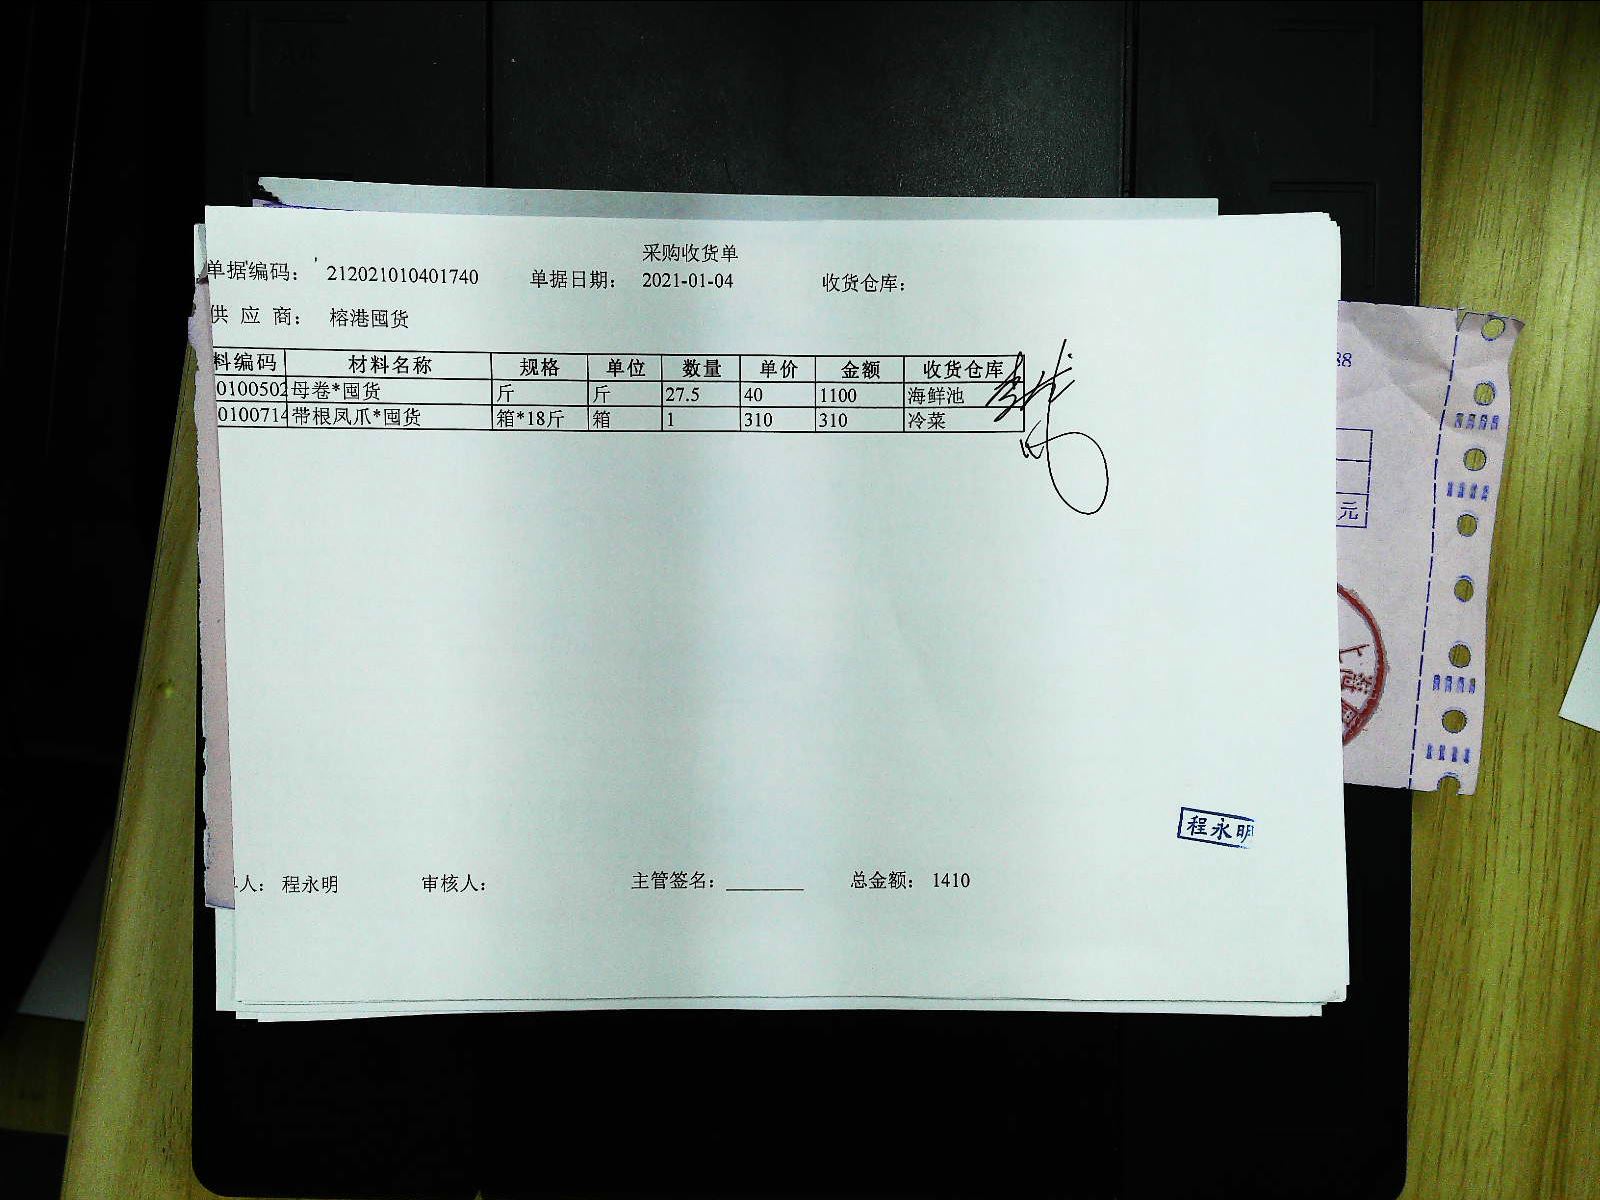 采购收货单
单据编码： 212021010401740 单据日期： 2021-01-04 收货仓库：
供 应 商： 榕港囤货
料编码 材料名称 规格 单位 数量 单价 金额 收货仓库
0100502 母卷*囤货 斤 斤 27.5 40 1100 海鲜池
0100714 带根凤爪*囤货 箱*18斤 箱 1 310 310 冷菜
程永明
人： 程永明 审核人： 主管签名： 总金额： 1410
88
元
上海